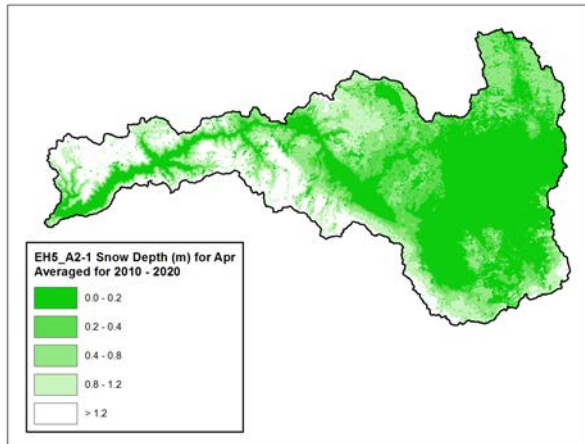 EH5_A2-1 Snow Depth (m) for Apr
Averaged for 2010 - 2020
0.0 - 0.2
0.2 - 0.4
0.4 - 0.8
0.8 - 1.2
> 1.2